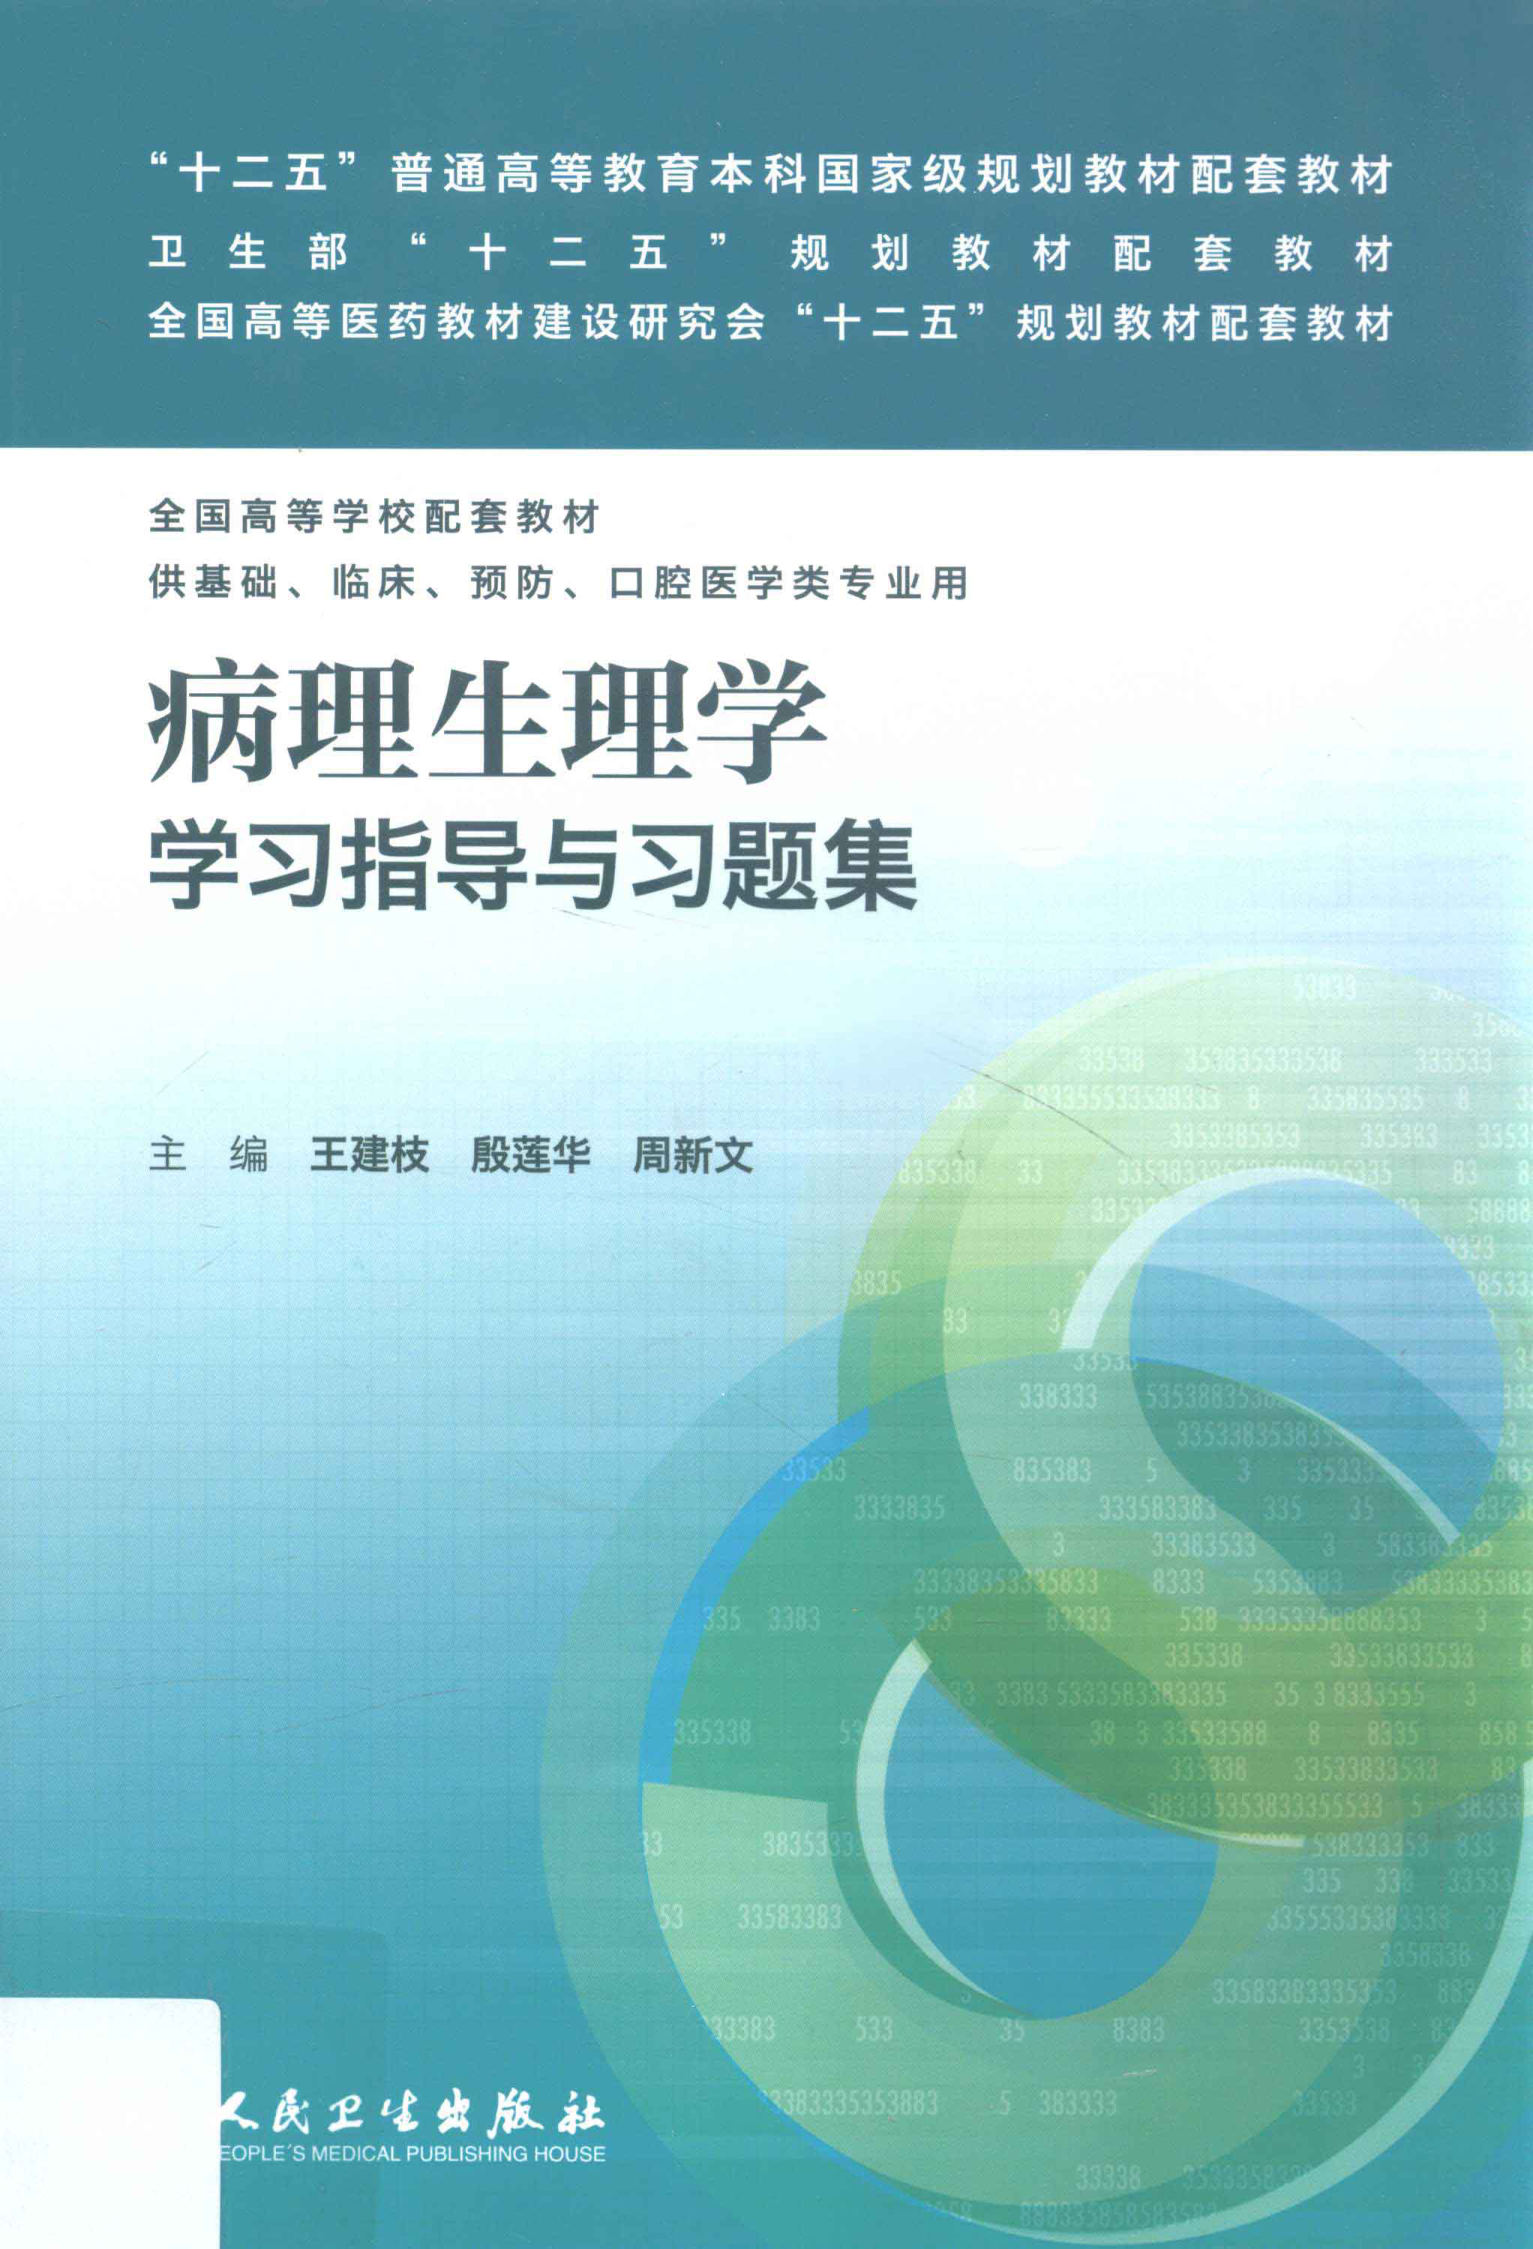 “十二五”普通高等教育本科国家级规划教材配套教材
卫生部“十二五”规划教材配套教材
全国高等医药教材建设研究会“十二五”规划教材配套教材
全国高等学校配套教材
供基础、临床、预防、口腔医学类专业用
病理生理学
学习指导与习题集
主 编 王建枝 殷莲华 周新文
人民卫生出版社
EOPLE'S MEDICAL PUBLISHING HOUSE